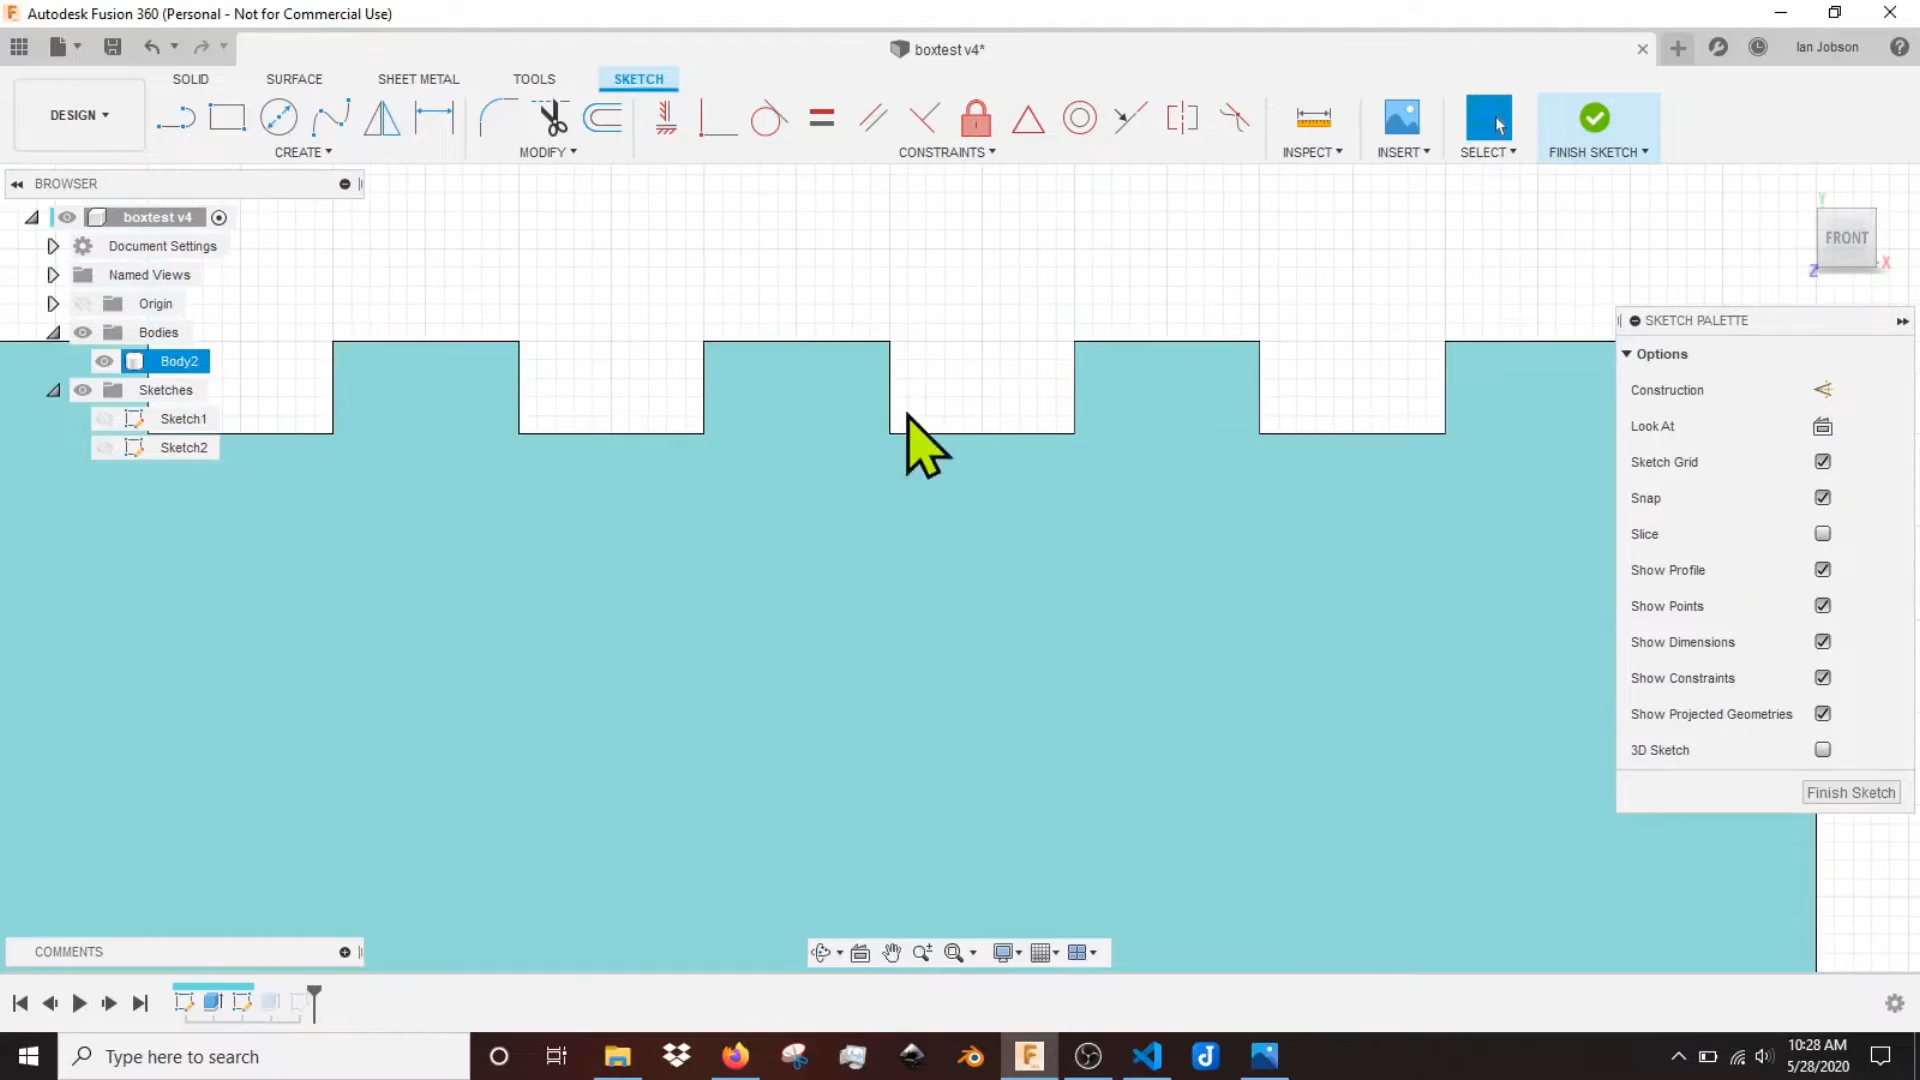 Autodesk Fusion 360 (Personal - Not for Commercial Use)
boxtest v4*
Ian Jobson
SOLID
SURFACE
SHEET METAL
TOOLS
SKETCH
DESIGN
CREATE
MODIFY
CONSTRAINTS
INSPECT
INSERT
SELECT
FINISH SKETCH
BROWSER
boxtest v4
Document Settings
Named Views
Origin
Bodies
Body2
Sketches
Sketch1
Sketch2
Y
FRONT
X
Z
SKETCH PALETTE
Options
Construction
Look At
Sketch Grid
Snap
Slice
Show Profile
Show Points
Show Dimensions
Show Constraints
Show Projected Geometries
3D Sketch
Finish Sketch
COMMENTS
Type here to search
10:28 AM
5/28/2020